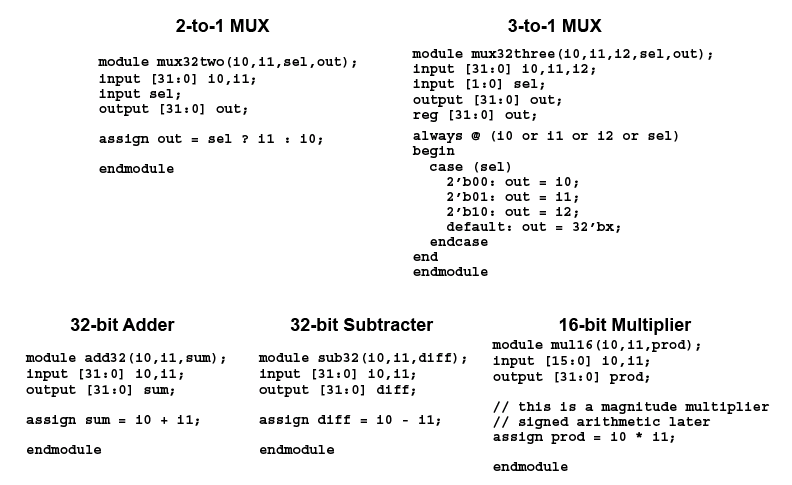 2-to-1 MUX
module mux32two(i0,i1,sel,out);
input [31:0] i0,i1;
input sel;
output [31:0] out;
assign out = sel ? i1 : i0;
endmodule
3-to-1 MUX
module mux32three(i0,i1,i2,sel,out);
input [31:0] i0,i1,i2;
input [1:0] sel;
output [31:0] out;
reg [31:0] out;
always @ (i0 or i1 or i2 or sel)
begin
case (sel)
2'b00: out = i0;
2'b01: out = i1;
2'b10: out = i2;
default: out = 32'bx;
endcase
end
endmodule
32-bit Adder
module add32(i0,i1,sum);
input [31:0] i0,i1;
output [31:0] sum;
assign sum = i0 + i1;
endmodule
32-bit Subtracter
module sub32(i0,i1,diff);
input [31:0] i0,i1;
output [31:0] diff;
assign diff = i0 - i1;
endmodule
16-bit Multiplier
module mul16(i0,i1,prod);
input [15:0] i0,i1;
output [31:0] prod;
// this is a magnitude multiplier
// signed arithmetic later
assign prod = i0 * i1;
endmodule